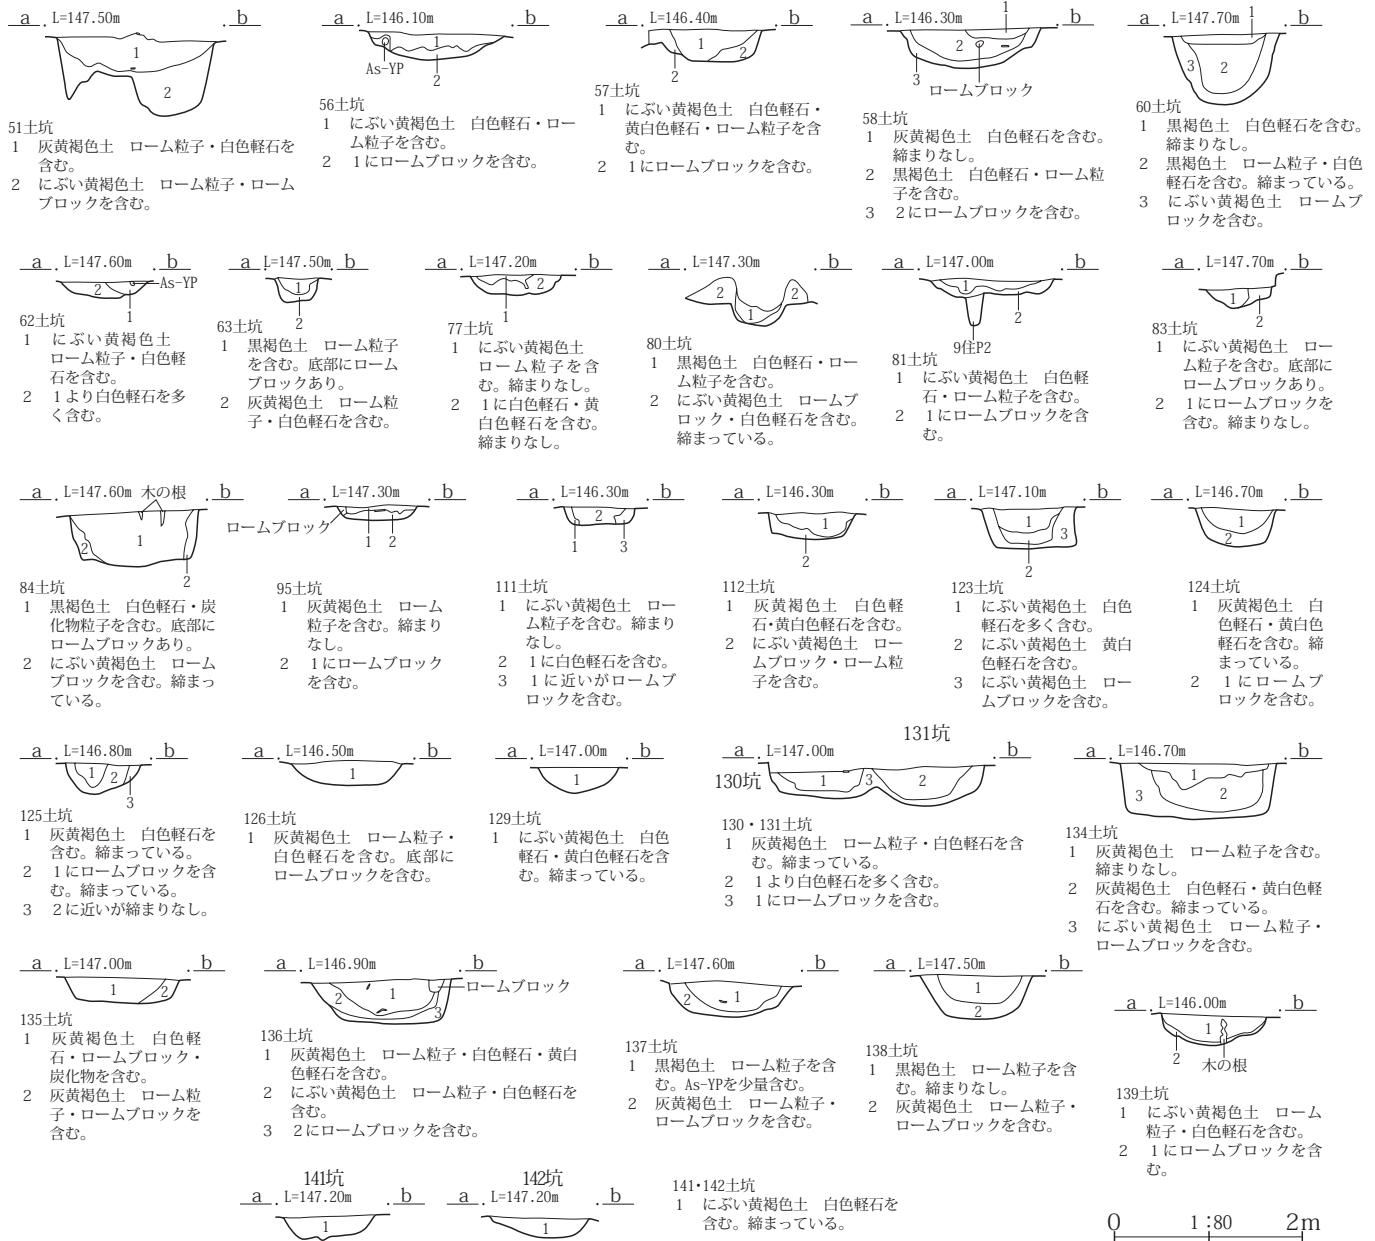 a L=147.50m b
1
2
51土坑
1 灰黄褐色土 ローム粒子・白色軽石を
含む。
2 にぶい黄褐色土 ローム粒子・ローム
ブロックを含む。
a L=146.10m b
1
As-YP
2
56土坑
1 にぶい黄褐色土 白色軽石・ロー
ム粒子を含む。
2 1にロームブロックを含む。
a L=146.40m b
1
2
2
57土坑
1 にぶい黄褐色土 白色軽石・
黄白色軽石・ローム粒子を含
む。
2 1にロームブロックを含む。
a L=146.30m 1 b
2
3
ロームブロック
58土坑
1 灰黄褐色土 白色軽石を含む。
締まりなし。
2 黒褐色土 白色軽石・ローム粒
子を含む。
3 2にロームブロックを含む。
a L=147.70m 1 b
3 2
60土坑
1 黒褐色土 白色軽石を含む。
締まりなし。
2 黒褐色土 ローム粒子・白色
軽石を含む。締まっている。
3 にぶい黄褐色土 ロームブ
ロックを含む。
a L=147.60m b
2 As-YP
1
62土坑
1 にぶい黄褐色土
ローム粒子・白色軽
石を含む。
2 1より白色軽石を多
く含む。
a L=147.50m b
1
2
63土坑
1 黒褐色土 ローム粒子
を含む。底部にローム
ブロックあり。
2 灰黄褐色土 ローム粒
子・白色軽石を含む。
a L=147.20m b
2
1
77土坑
1 にぶい黄褐色土
ローム粒子を含
む。締まりなし。
2 1に白色軽石・黄
白色軽石を含む。
締まりなし。
a L=147.30m b
2 2
1
80土坑
1 黒褐色土 白色軽石・ロー
ム粒子を含む。
2 にぶい黄褐色土 ロームブ
ロック・白色軽石を含む。
締まっている。
a L=147.00m b
1
2
9住P2
81土坑
1 にぶい黄褐色土 白色軽
石・ローム粒子を含む。
2 1にロームブロックを含
む。
a L=147.70m b
1
2
83土坑
1 にぶい黄褐色土 ロー
ム粒子を含む。底部に
ロームブロックあり。
2 1にロームブロックを
含む。締まりなし。
a L=147.60m 木の根 b
1
2
2
84土坑
1 黒褐色土 白色軽石・炭
化物粒子を含む。底部に
ロームブロックあり。
2 にぶい黄褐色土 ローム
ブロックを含む。締まっ
ている。
a L=147.30m b
ロームブロック
1 2
95土坑
1 灰黄褐色土 ローム
粒子を含む。締まり
なし。
2 1にロームブロック
を含む。
a L=146.30m b
2
1 3
111土坑
1 にぶい黄褐色土 ロー
ム粒子を含む。締まり
なし。
2 1に白色軽石を含む。
3 1に近いがロームブ
ロックを含む。
a L=146.30m b
1
2
112土坑
1 灰黄褐色土 白色軽
石・黄白色軽石を含む。
2 にぶい黄褐色土 ロー
ムブロック・ローム粒
子を含む。
a L=147.10m b
1
3
2
123土坑
1 にぶい黄褐色土 白色
軽石を多く含む。
2 にぶい黄褐色土 黄白
色軽石を含む。
3 にぶい黄褐色土 ロー
ムブロックを含む。
a L=146.70m b
1
2
124土坑
1 灰黄褐色土 白
色軽石・黄白色
軽石を含む。締
まっている。
2 1にロームブ
ロックを含む。
a L=146.80m b
1 2
3
125土坑
1 灰黄褐色土 白色軽石を
含む。締まっている。
2 1にロームブロックを含
む。締まっている。
3 2に近いが締まりなし。
a L=146.50m b
1
126土坑
1 灰黄褐色土 ローム粒子・
白色軽石を含む。底部に
ロームブロックを含む。
a L=147.00m b
1
129土坑
1 にぶい黄褐色土 白色
軽石・黄白色軽石を含
む。締まっている。
131坑
a L=147.00m b
130坑
1 3 2
130・131土坑
1 灰黄褐色土 ローム粒子・白色軽石を含
む。締まっている。
2 1より白色軽石を多く含む。
3 1にロームブロックを含む。
a L=146.70m b
1
3 2
134土坑
1 灰黄褐色土 ローム粒子を含む。
締まりなし。
2 灰黄褐色土 白色軽石・黄白色軽
石を含む。締まっている。
3 にぶい黄褐色土 ローム粒子・
ロームブロックを含む。
a L=147.00m b
1 2
135土坑
1 灰黄褐色土 白色軽
石・ロームブロック・
炭化物を含む。
2 灰黄褐色土 ローム粒
子・ロームブロックを
含む。
a L=146.90m b
ロームブロック
2 1
3
136土坑
1 灰黄褐色土 ローム粒子・白色軽石・黄白
色軽石を含む。
2 にぶい黄褐色土 ローム粒子・白色軽石を
含む。
3 2にロームブロックを含む。
a L=147.60m b
2 1
137土坑
1 黒褐色土 ローム粒子を含
む。As-YPを少量含む。
2 灰黄褐色土 ローム粒子・
ロームブロックを含む。
a L=147.50m b
1
2
138土坑
1 黒褐色土 ローム粒子を含
む。締まりなし。
2 灰黄褐色土 ローム粒子・
ロームブロックを含む。
a L=146.00m b
1
2 木の根
139土坑
1 にぶい黄褐色土 ローム
粒子・白色軽石を含む。
2 1にロームブロックを含
む。
141坑
a L=147.20m b
1
142坑
a L=147.20m b
1
141・142土坑
1 にぶい黄褐色土 白色軽石を
含む。締まっている。
0 1:80 2m